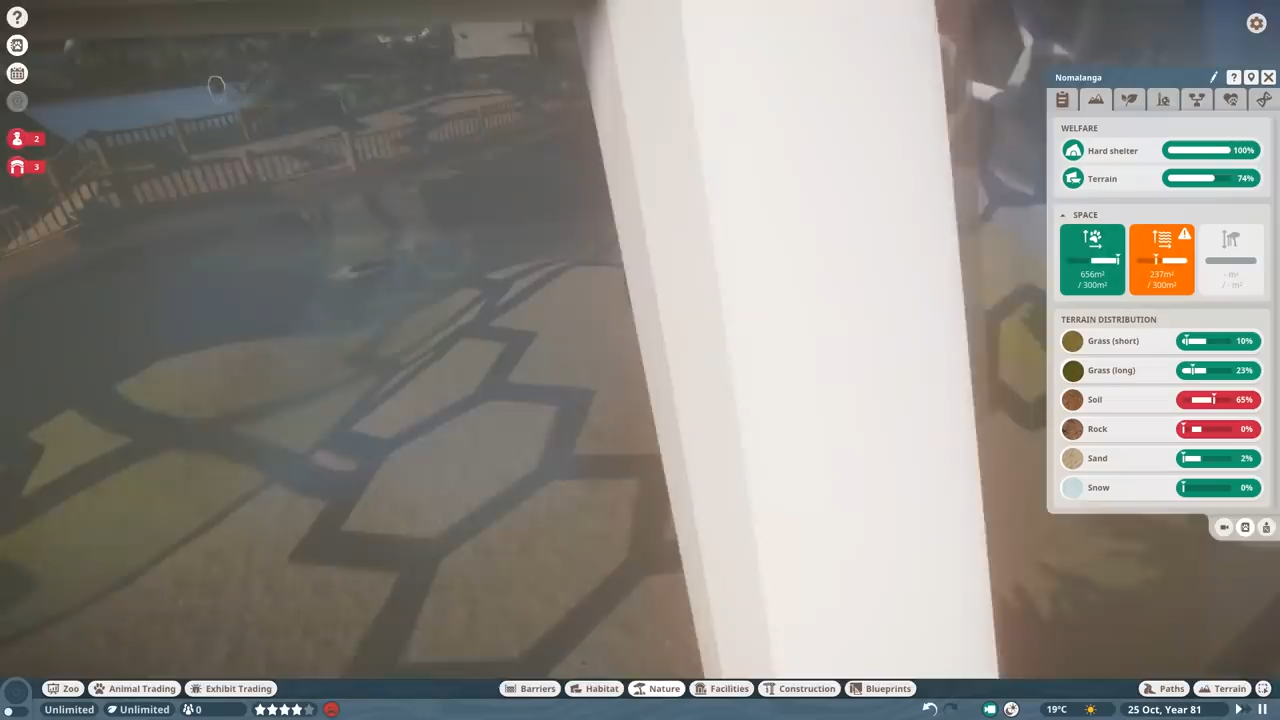 ?
2
3
Nomalanga
?
WELFARE
Hard shelter 100%
Terrain 74%
SPACE
656m² / 300m²
237m² / 300m²
- m² / - m²
TERRAIN DISTRIBUTION
Grass (short) 10%
Grass (long) 23%
Soil 65%
Rock 0%
Sand 2%
Snow 0%
Zoo Animal Trading Exhibit Trading Barriers Habitat Nature Facilities Construction Blueprints Paths Terrain
Unlimited Unlimited 0 19°C 25 Oct, Year 81